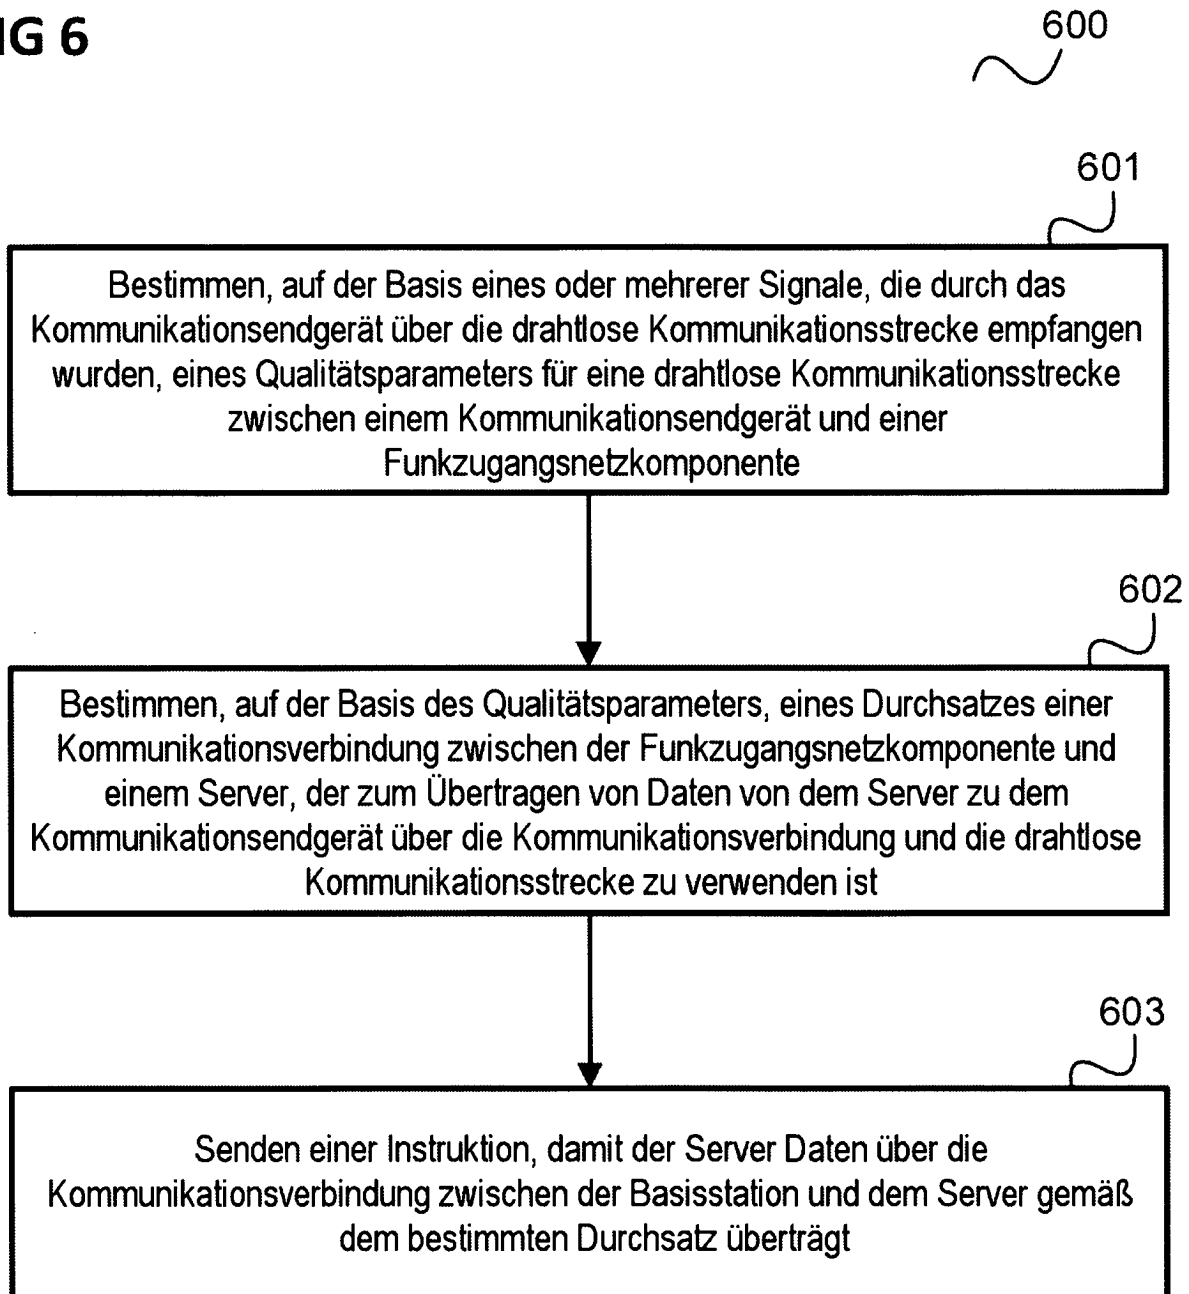 IG 6
600
601
Bestimmen, auf der Basis eines oder mehrerer Signale, die durch das
Kommunikationsendgerät über die drahtlose Kommunikationsstrecke empfangen
wurden, eines Qualitätsparameters für eine drahtlose Kommunikationsstrecke
zwischen einem Kommunikationsendgerät und einer
Funkzugangsnetzkomponente
602
Bestimmen, auf der Basis des Qualitätsparameters, eines Durchsatzes einer
Kommunikationsverbindung zwischen der Funkzugangsnetzkomponente und
einem Server, der zum Übertragen von Daten von dem Server zu dem
Kommunikationsendgerät über die Kommunikationsverbindung und die drahtlose
Kommunikationsstrecke zu verwenden ist
603
Senden einer Instruktion, damit der Server Daten über die
Kommunikationsverbindung zwischen der Basisstation und dem Server gemäß
dem bestimmten Durchsatz überträgt